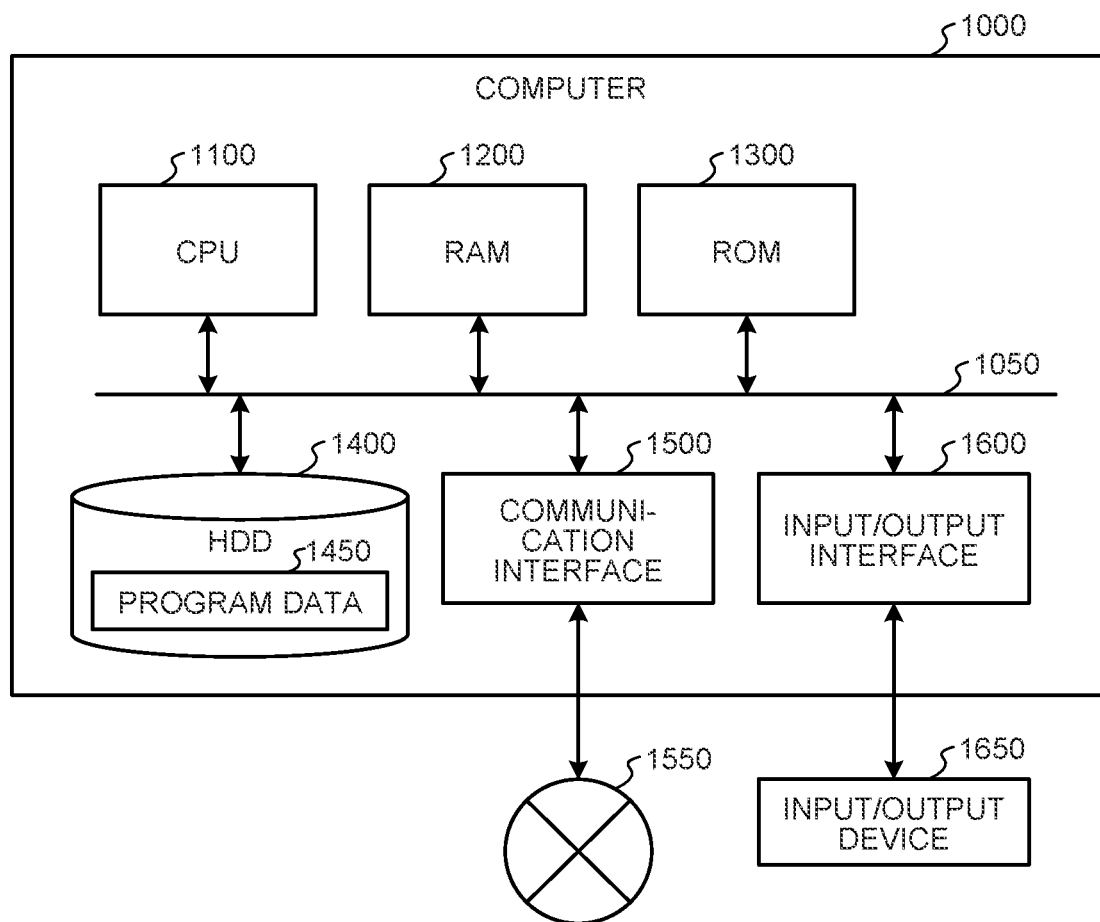 1000
COMPUTER
1100
1200
1300
CPU
RAM
ROM
1050
1400
1500
1600
HDD
1450
PROGRAM DATA
COMMUNI-
CATION
INTERFACE
INPUT/OUTPUT
INTERFACE
1550
1650
INPUT/OUTPUT
DEVICE